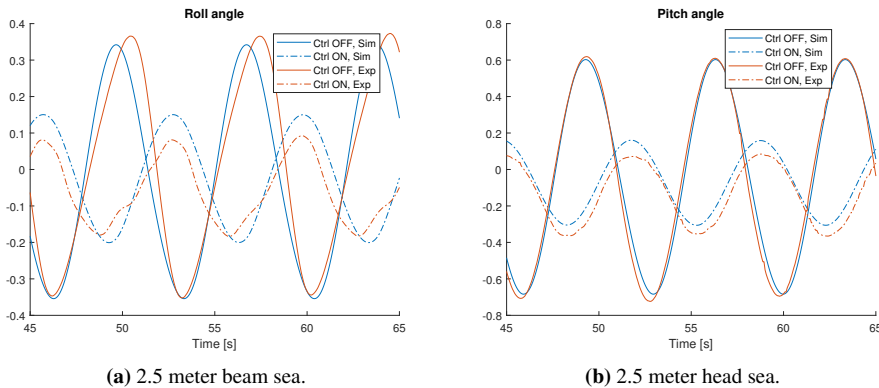 Roll angle
0.4
0.3
0.2
0.1
0
-0.1
-0.2
-0.3
-0.4
45
50
55
60
65
Time [s]
Ctrl OFF, Sim
Ctrl ON, Sim
Ctrl OFF, Exp
Ctrl ON, Exp
(a) 2.5 meter beam sea.
Pitch angle
0.8
0.6
0.4
0.2
0
-0.2
-0.4
-0.6
-0.8
45
50
55
60
65
Time [s]
Ctrl OFF, Sim
Ctrl ON, Sim
Ctrl OFF, Exp
Ctrl ON, Exp
(b) 2.5 meter head sea.